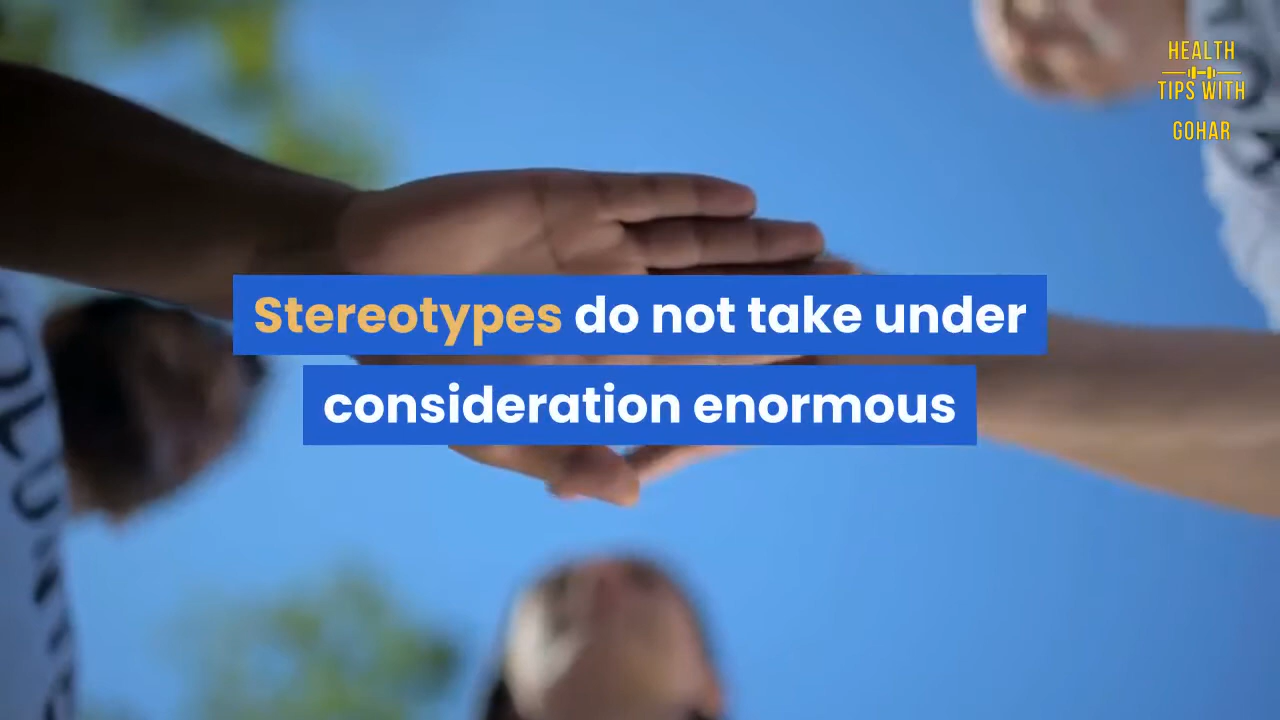 HEALTH
TIPS WITH
GOHAR
Stereotypes do not take under
consideration enormous